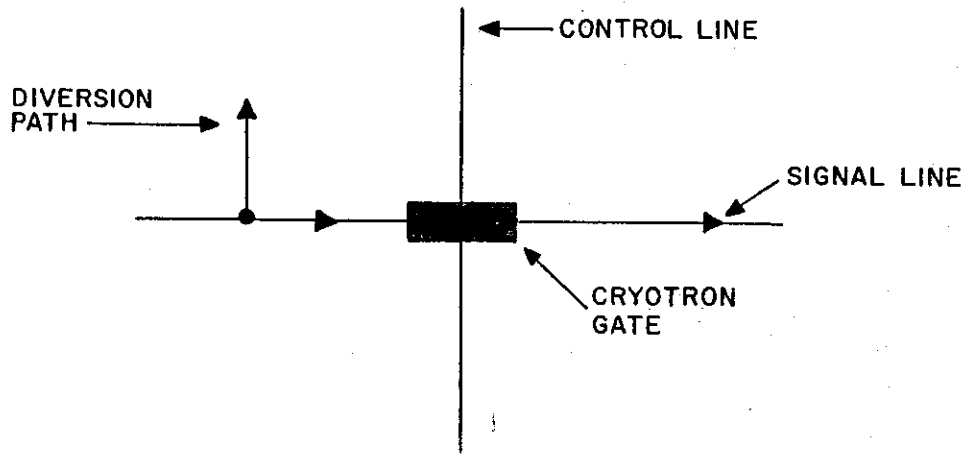 CONTROL LINE
DIVERSION
PATH
SIGNAL LINE
CRYOTRON
GATE